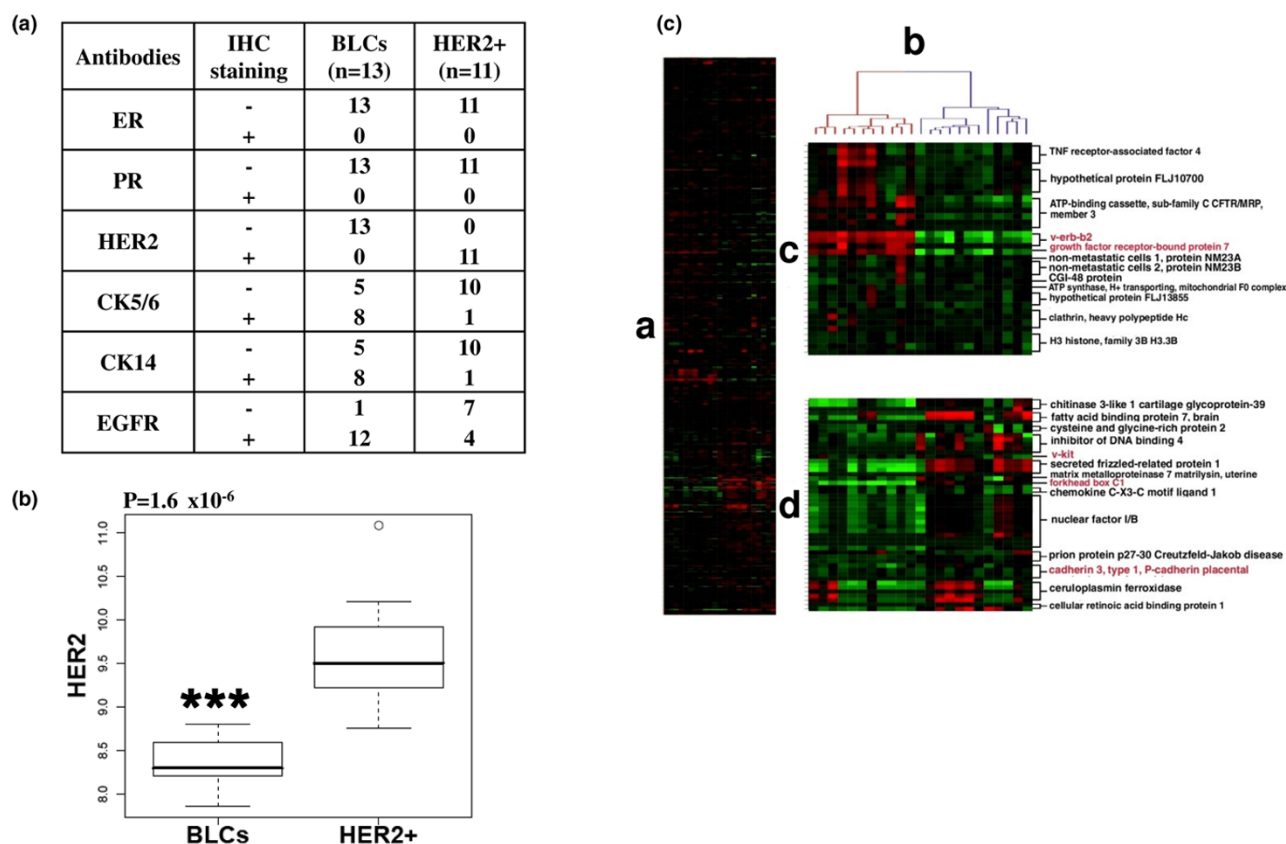 (a)
Antibodies IHC staining BLCs (n=13) HER2+ (n=11)
ER - 13 11
+ 0 0
PR - 13 11
+ 0 0
HER2 - 13 0
+ 0 11
CK5/6 - 5 10
+ 8 1
CK14 - 5 10
+ 8 1
EGFR - 1 7
+ 12 4
(b)
P=1.6 x10-6
HER2
11.0
10.5
10.0
9.5
9.0
8.5
8.0
***
BLCs HER2+
(c)
b
a
c
TNF receptor-associated factor 4
hypothetical protein FLJ10700
ATP-binding cassette, sub-family C CFTR/MRP,
member 3
v-erb-b2
growth factor receptor-bound protein 7
non-metastatic cells 1, protein NM23A
non-metastatic cells 2, protein NM23B
CGI-48 protein
ATP synthase, H+ transporting, mitochondrial F0 complex
hypothetical protein FLJ13855
clathrin, heavy polypeptide Hc
H3 histone, family 3B H3.3B
d
chitinase 3-like 1 cartilage glycoprotein-39
fatty acid binding protein 7, brain
cysteine and glycine-rich protein 2
inhibitor of DNA binding 4
v-kit
secreted frizzled-related protein 1
matrix metalloproteinase 7 matrilysin, uterine
forkhead box C1
chemokine C-X3-C motif ligand 1
nuclear factor I/B
prion protein p27-30 Creutzfeld-Jakob disease
cadherin 3, type 1, P-cadherin placental
ceruloplasmin ferroxidase
cellular retinoic acid binding protein 1